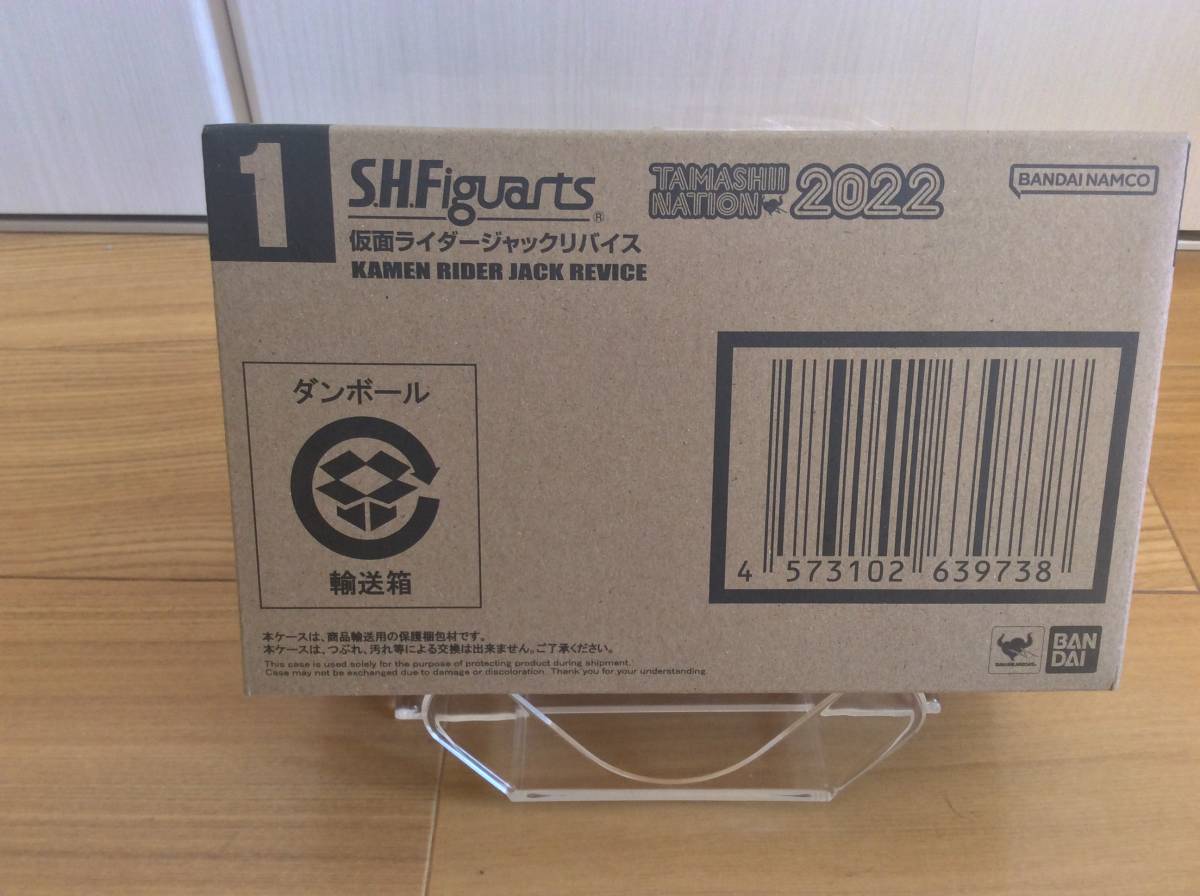 1
S.H.Figuarts®
TAMASHII
NATION 2022
BANDAI NAMCO
仮面ライダージャックリバイス
KAMEN RIDER JACK REVICE
ダンボール
輸送箱
4 573102 639738
本ケースは、商品輸送用の保護梱包材です。
本ケースは、つぶれ、汚れ等による交換は出来ません。ご了承ください。
This case is used solely for the purpose of protecting product during shipment.
Case may not be exchanged due to damage or discoloration. Thank you for your understanding.
BAN
DAI